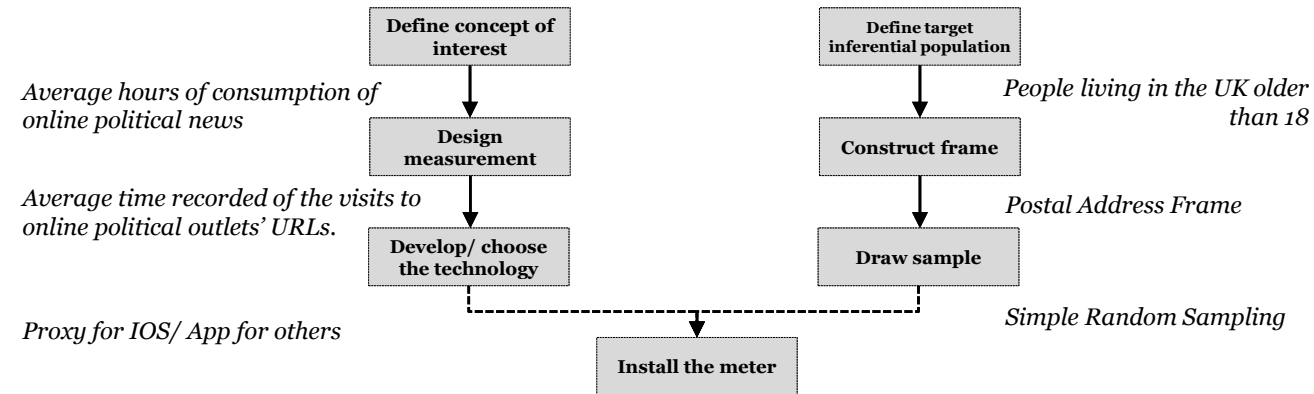 Define concept of
interest
Define target
inferential population
Average hours of consumption of
online political news
People living in the UK older
than 18
Design
measurement
Construct frame
Average time recorded of the visits to
online political outlets’ URLs.
Postal Address Frame
Develop/ choose
the technology
Draw sample
Proxy for IOS/ App for others
Simple Random Sampling
Install the meter